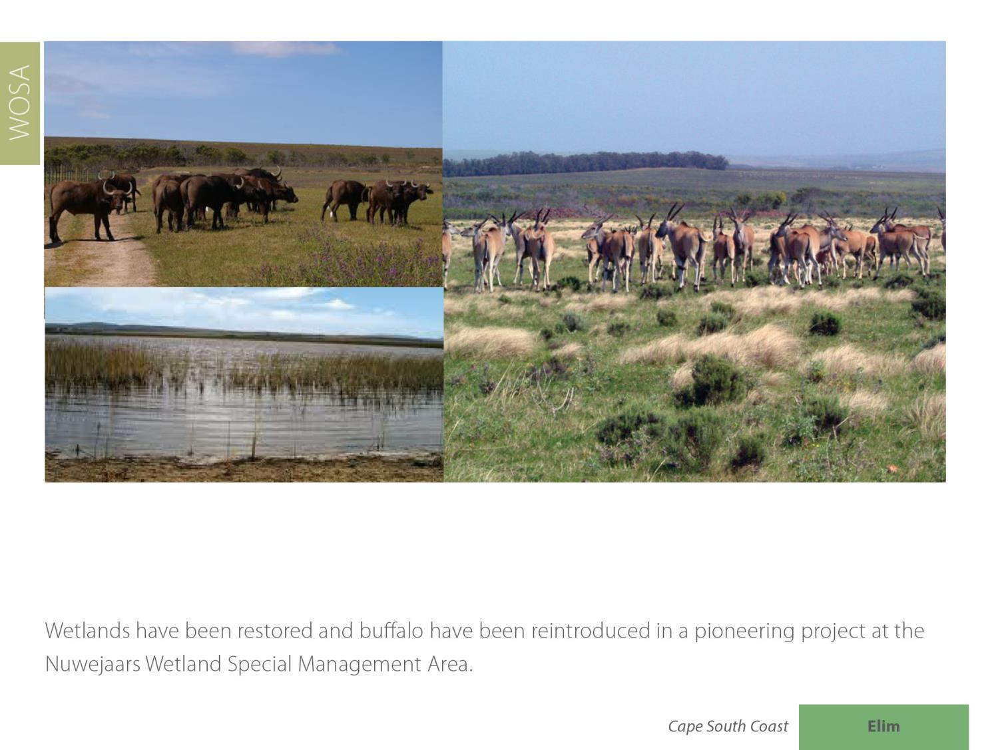 WOSA
Wetlands have been restored and buffalo have been reintroduced in a pioneering project at the
Nuwejaars Wetland Special Management Area.
Cape South Coast
Elim